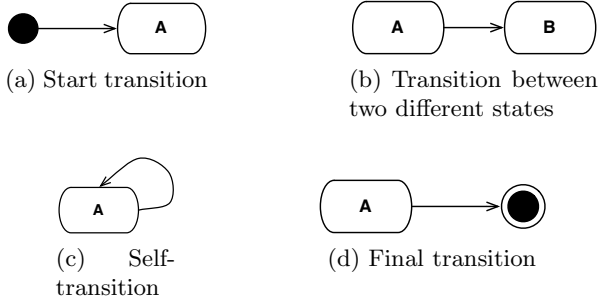 A
(a) Start transition
A B
(b) Transition between
two different states
A
(c) Self-
transition
A
(d) Final transition